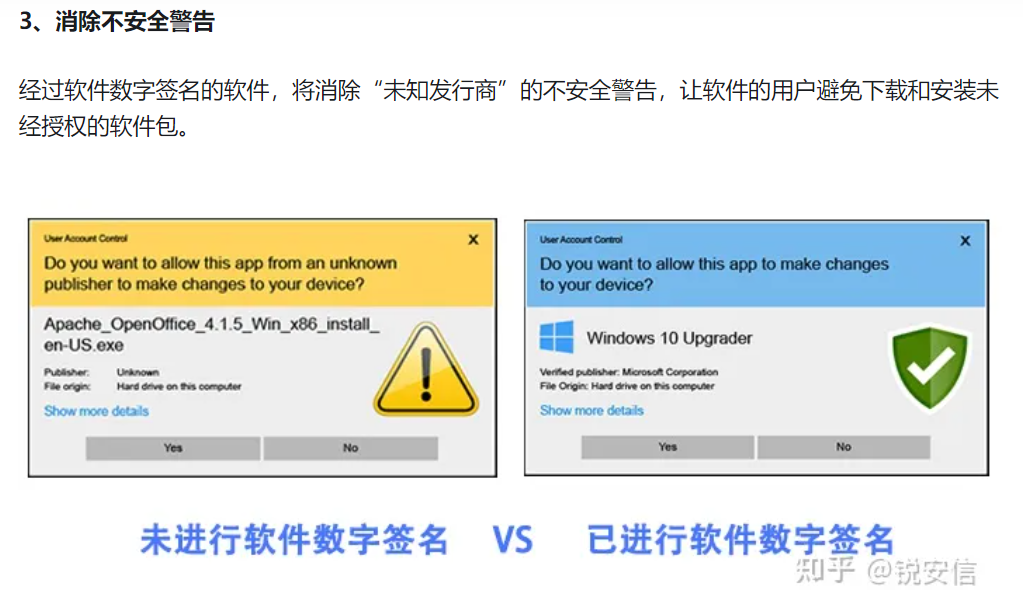 3、消除不安全警告
经过软件数字签名的软件，将消除“未知发行商”的不安全警告，让软件的用户避免下载和安装未
经授权的软件包。
User Account Control
X
Do you want to allow this app from an unknown
publisher to make changes to your device?
Apache_OpenOffice_4.1.5_Win_x86_install_
en-US.exe
Publisher: Unknown
File origin: Hard drive on this computer
Show more details
Yes No
User Account Control
X
Do you want to allow this app to make changes
to your device?
Windows 10 Upgrader
Verified publisher: Microsoft Corporation
File Origin: Hard drive on this computer
Show more details
Yes No
未进行软件数字签名 VS 已进行软件数字签名
知乎 @锐安信